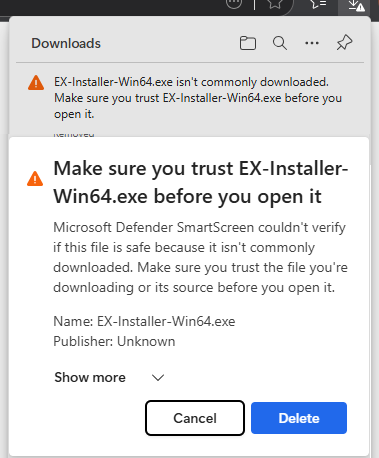 Downloads
EX-Installer-Win64.exe isn't commonly downloaded.
Make sure you trust EX-Installer-Win64.exe before you
open it.
Removed
Make sure you trust EX-Installer-
Win64.exe before you open it
Microsoft Defender SmartScreen couldn't verify
if this file is safe because it isn't commonly
downloaded. Make sure you trust the file you're
downloading or its source before you open it.
Name: EX-Installer-Win64.exe
Publisher: Unknown
Show more
Cancel
Delete